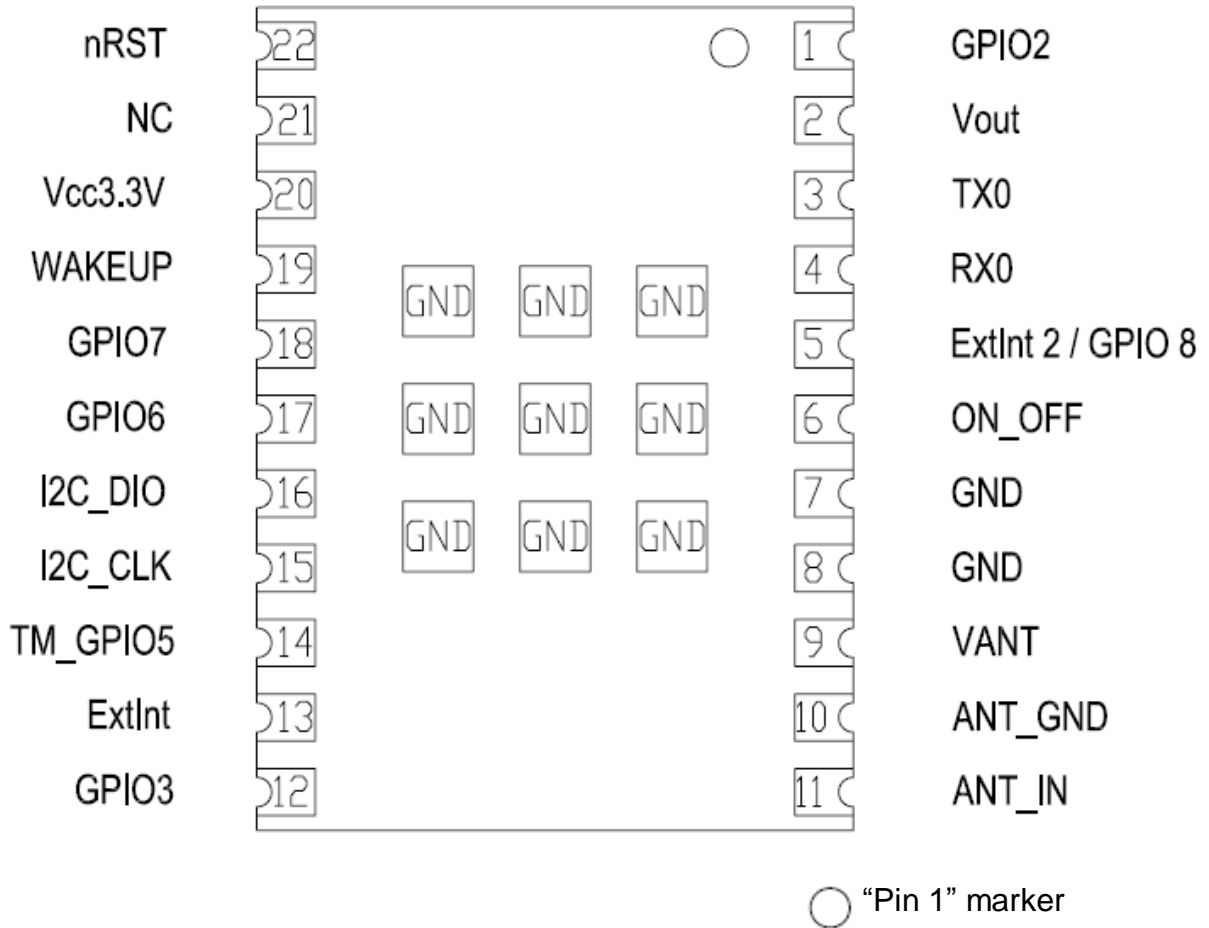 nRST 22 1 GPIO2
NC 21 2 Vout
Vcc3.3V 20 3 TX0
WAKEUP 19 4 RX0
GND GND GND
GPIO7 18 5 ExtInt 2 / GPIO 8
GPIO6 17 GND GND GND 6 ON_OFF
I2C_DIO 16 7 GND
GND GND GND
I2C_CLK 15 8 GND
TM_GPIO5 14 9 VANT
ExtInt 13 10 ANT_GND
GPIO3 12 11 ANT_IN
“Pin 1” marker